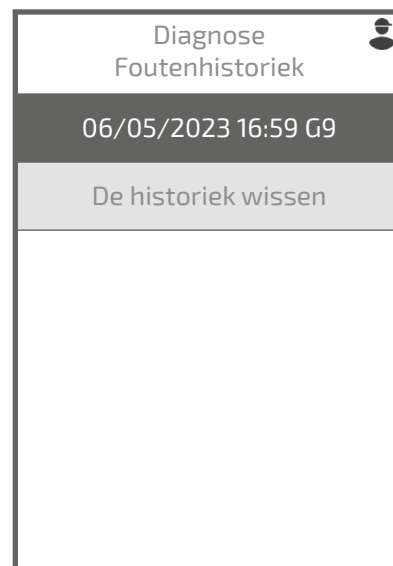 Diagnose
Foutenhistoriek
06/05/2023 16:59 G9
De historiek wissen